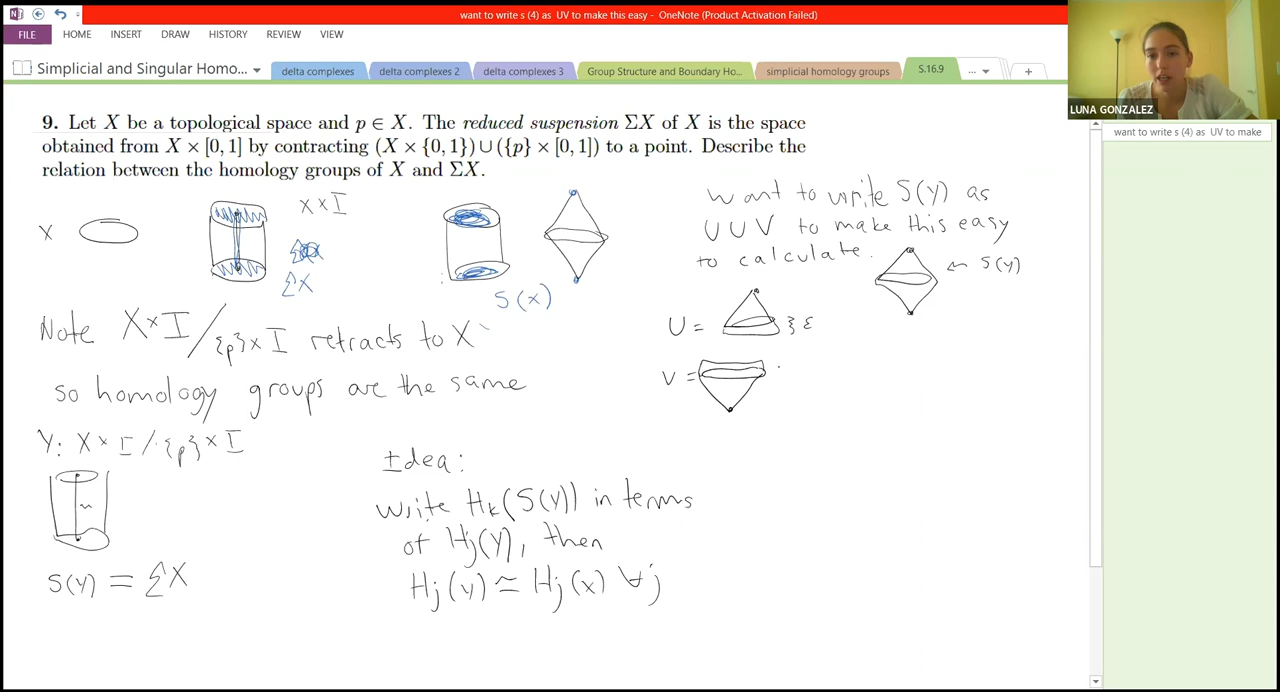 want to write s (4) as UV to make this easy - OneNote (Product Activation Failed)
FILE HOME INSERT DRAW HISTORY REVIEW VIEW
Simplicial and Singular Homo...
delta complexes
delta complexes 2
delta complexes 3
Group Structure and Boundary Ho...
simplicial homology groups
S.16.9
...
+
LUNA GONZALEZ
want to write s (4) as UV to make
9. Let X be a topological space and p ∈ X. The reduced suspension ΣX of X is the space
obtained from X × [0, 1] by contracting (X × {0, 1}) ∪ ({p} × [0, 1]) to a point. Describe the
relation between the homology groups of X and ΣX.
X
X × I
ΣX
S(X)
Note X × I / {p} × I retracts to X
so homology groups are the same
Y: X × I / {p} × I
S(Y) = ΣX
Idea:
Write Hk(S(Y)) in terms
of Hj(Y), then
Hj(Y) ≃ Hj(X) ∀ j
Want to write S(Y) as
U ∪ V to make this easy
to calculate.
← S(Y)
U = } ε
V =